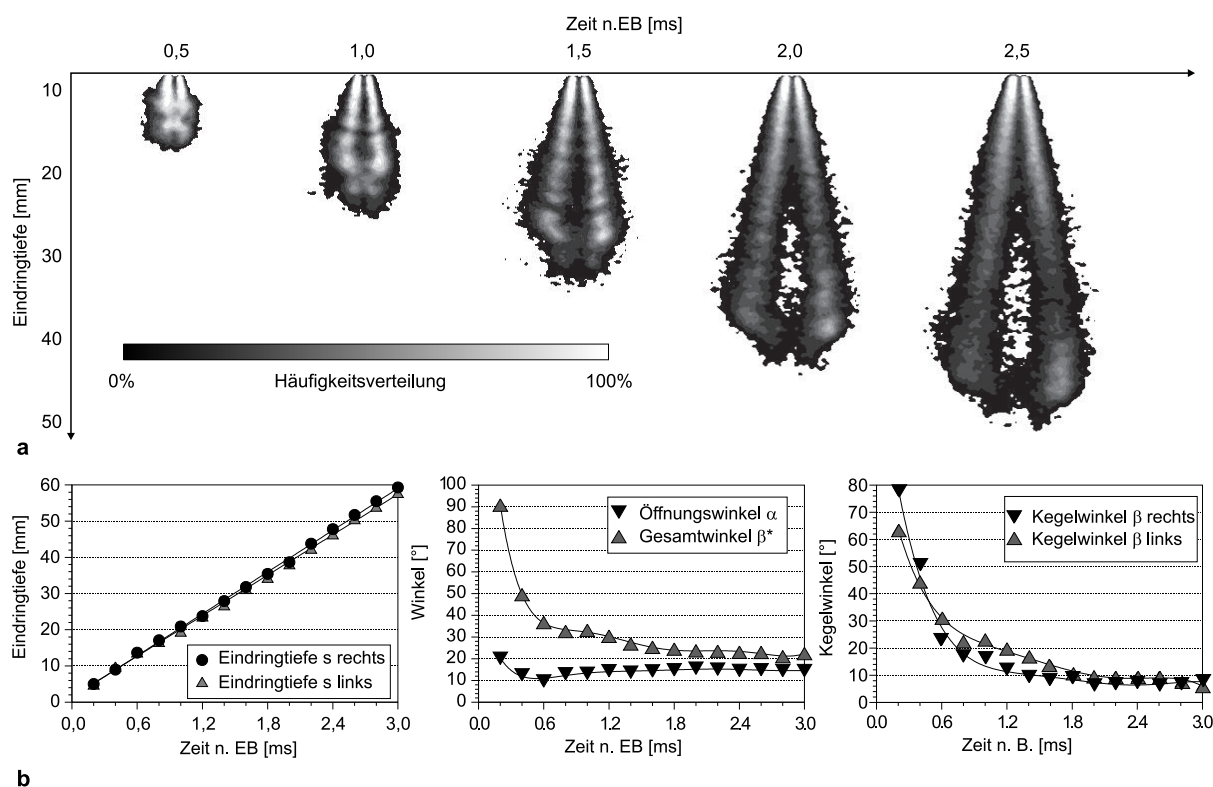 Zeit n.EB [ms]
0,5 1,0 1,5 2,0 2,5
Eindringtiefe [mm]
10
20
30
40
50
0% Häufigkeitsverteilung 100%
a
Eindringtiefe [mm]
60
50
40
30
20
10
0
Eindringtiefe s rechts
Eindringtiefe s links
0,0 0,6 1,2 1,8 2,4 3,0
Zeit n. EB [ms]
Winkel [°]
100
90
80
70
60
50
40
30
20
10
0
Öffnungswinkel α
Gesamtwinkel β*
0.0 0.6 1.2 1.8 2.4 3.0
Zeit n. EB [ms]
Kegelwinkel [°]
80
70
60
50
40
30
20
10
0
Kegelwinkel β rechts
Kegelwinkel β links
0.0 0.6 1.2 1.8 2.4 3.0
Zeit n. B. [ms]
b